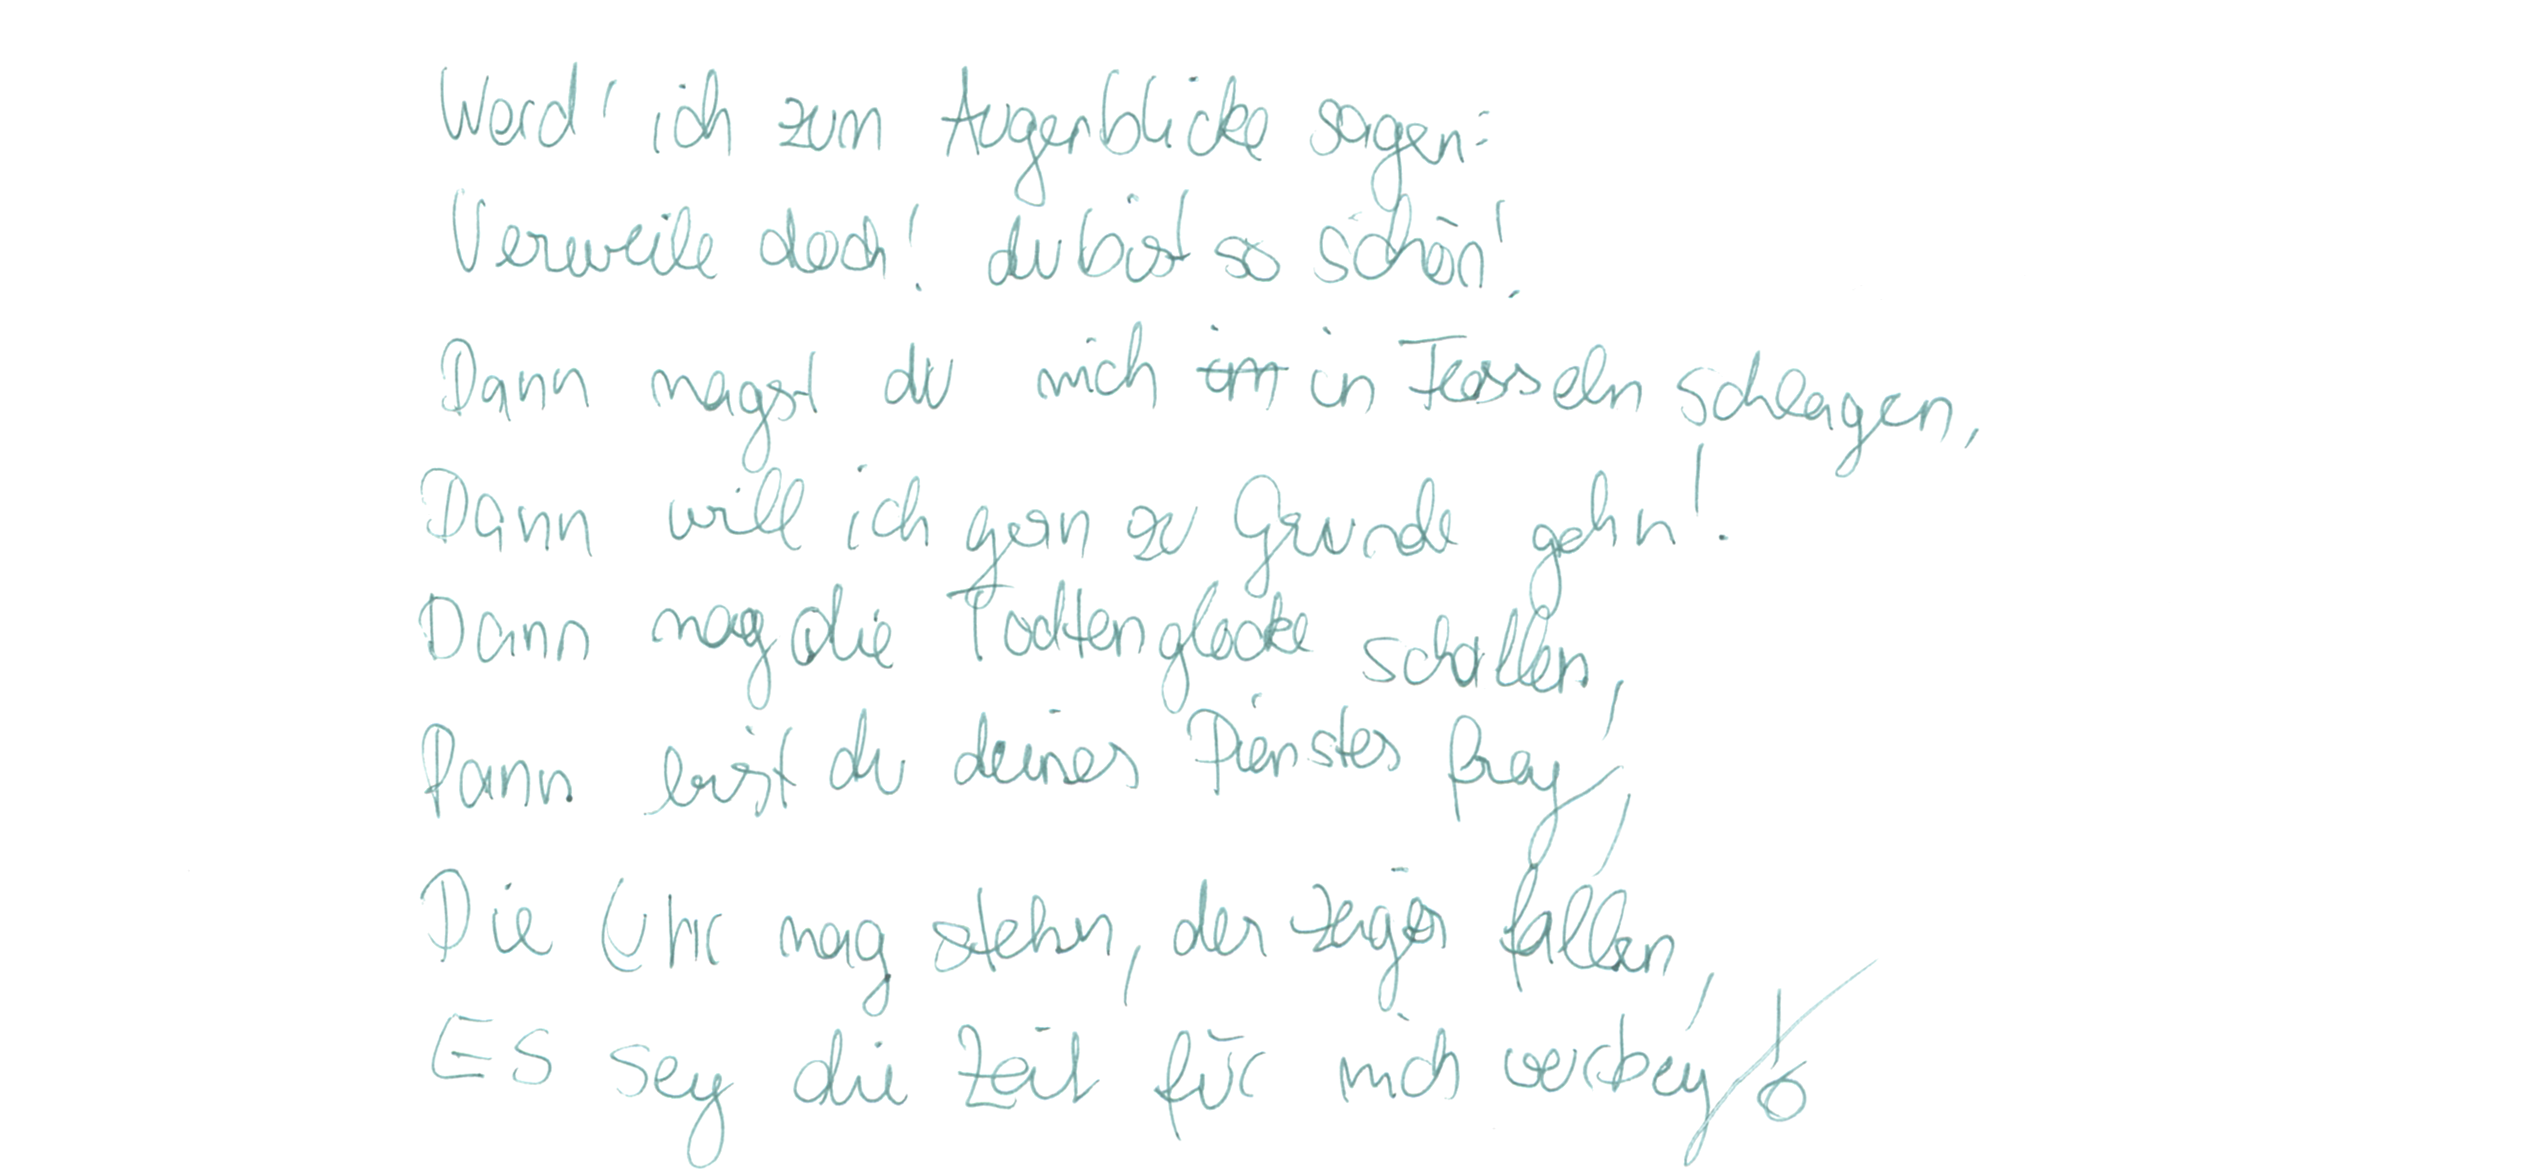 Werd' ich zum Augenblicke sagen:
Verweile doch! du bist so schön!
Dann magst du mich im in Fesseln schlagen,
Dann will ich gern zu Grunde gehn!
Dann mag die Todtenglocke schallen,
Dann bist du deines Dienstes frey,
Die Uhr mag stehn, der Zeiger fallen,
Es sey die Zeit für mich vorbey!